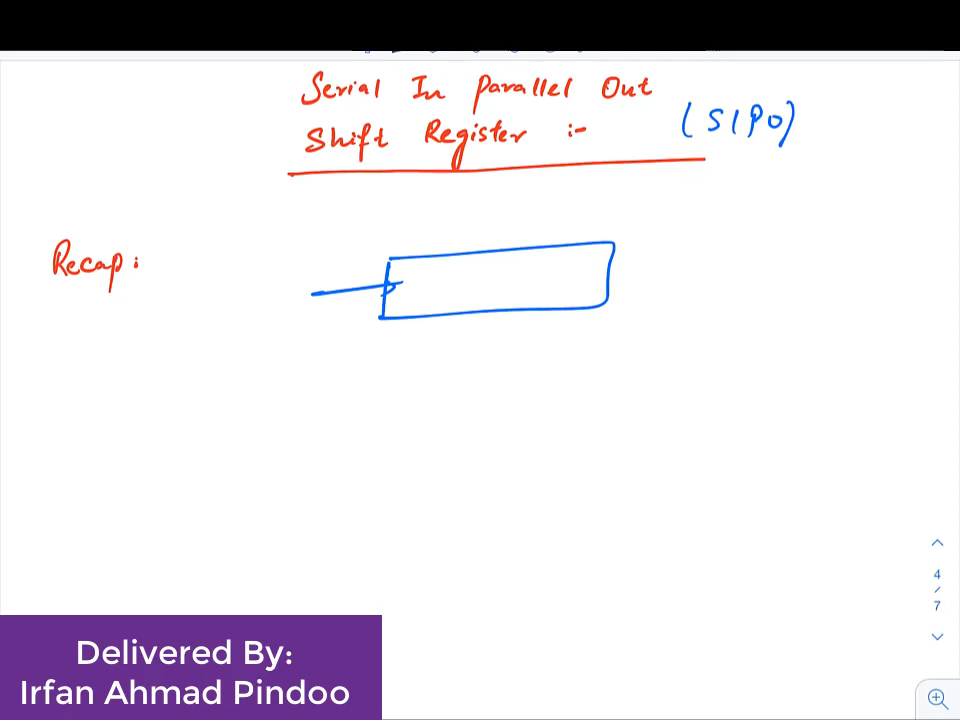 Serial In Parallel Out
Shift Register :-
(SIPO)
Recap:
4
/
7
Delivered By:
Irfan Ahmad Pindoo